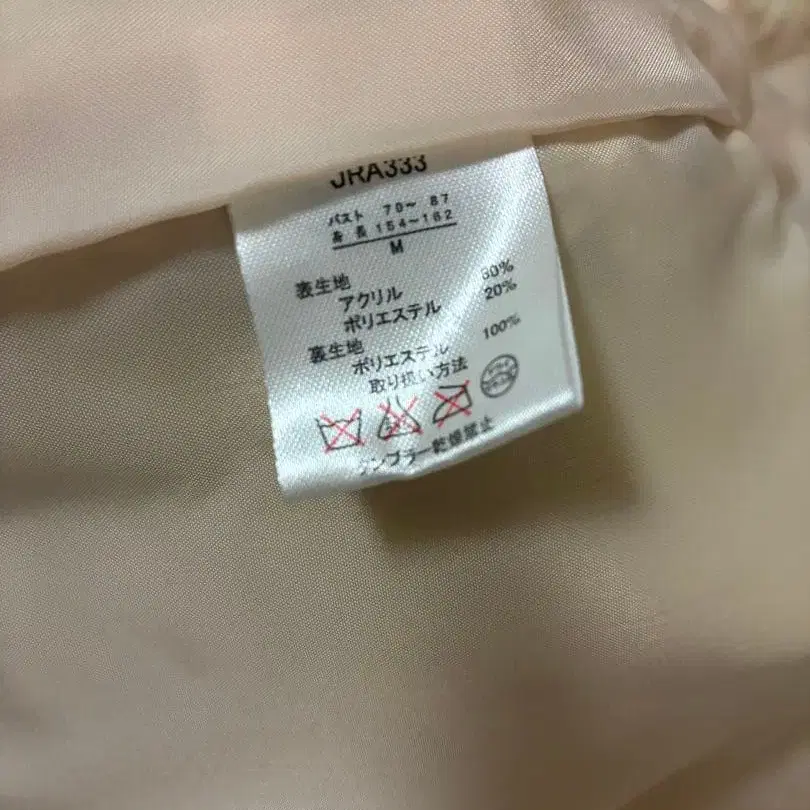 JRA333
バスト 79～ 87
身長 154～162
M
表生地
アクリル 80%
ポリエステル 20%
裏生地
ポリエステル 100%
取り扱い方法
タンブラー乾燥禁止